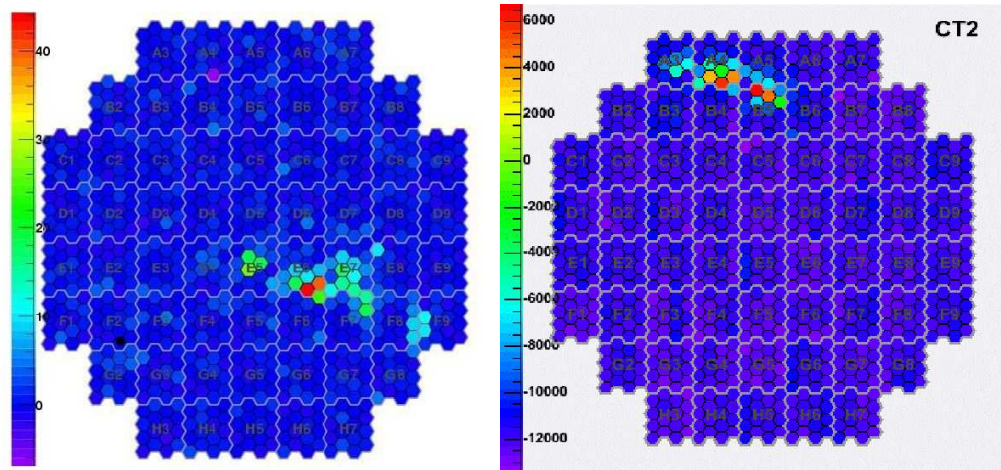 40
30
20
10
0
A3 A4 A5 A6 A7
B2 B3 B4 B5 B6 B7 B8
C1 C2 C3 C4 C5 C6 C7 C8 C9
D1 D2 D3 D4 D5 D6 D7 D8 D9
E1 E2 E3 E4 E5 E6 E7 E8 E9
F1 F2 F3 F4 F5 F6 F7 F8 F9
G2 G3 G4 G5 G6 G7 G8
H3 H4 H5 H6 H7
CT2
6000
4000
2000
0
-2000
-4000
-6000
-8000
-10000
-12000
A3 A4 A5 A6 A7
B2 B3 B4 B5 B6 B7 B8
C1 C2 C3 C4 C5 C6 C7 C8 C9
D1 D2 D3 D4 D5 D6 D7 D8 D9
E1 E2 E3 E4 E5 E6 E7 E8 E9
F1 F2 F3 F4 F5 F6 F7 F8 F9
G2 G3 G4 G5 G6 G7 G8
H3 H4 H5 H6 H7